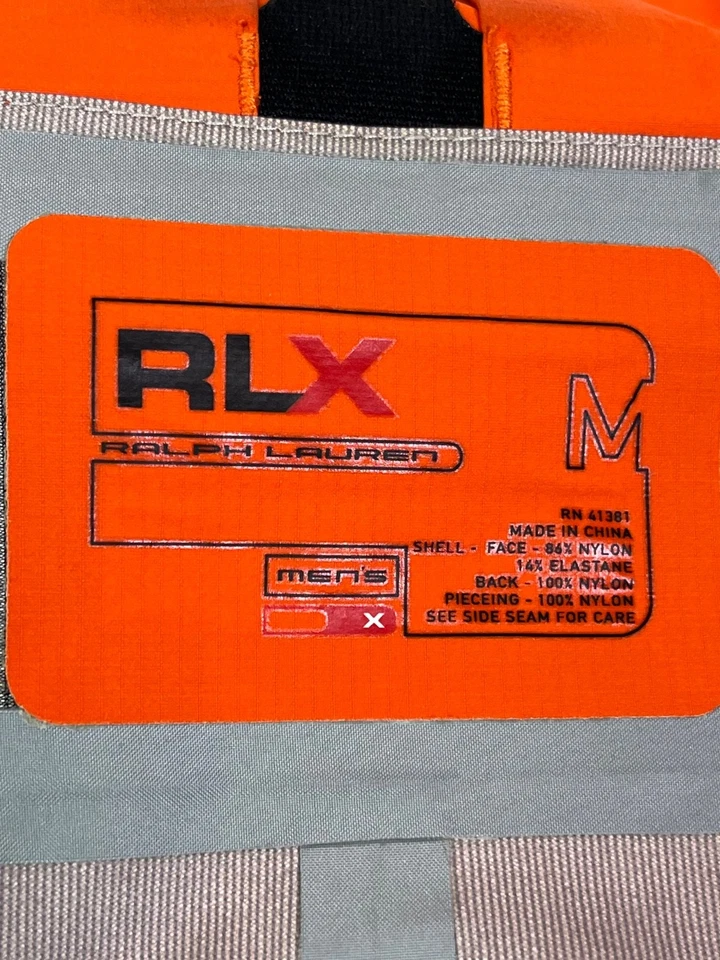 RLX
RALPH LAUREN
M
RN 41381
MADE IN CHINA
SHELL - FACE - 86% NYLON
14% ELASTANE
BACK - 100% NYLON
PIECEING - 100% NYLON
SEE SIDE SEAM FOR CARE
men's
X